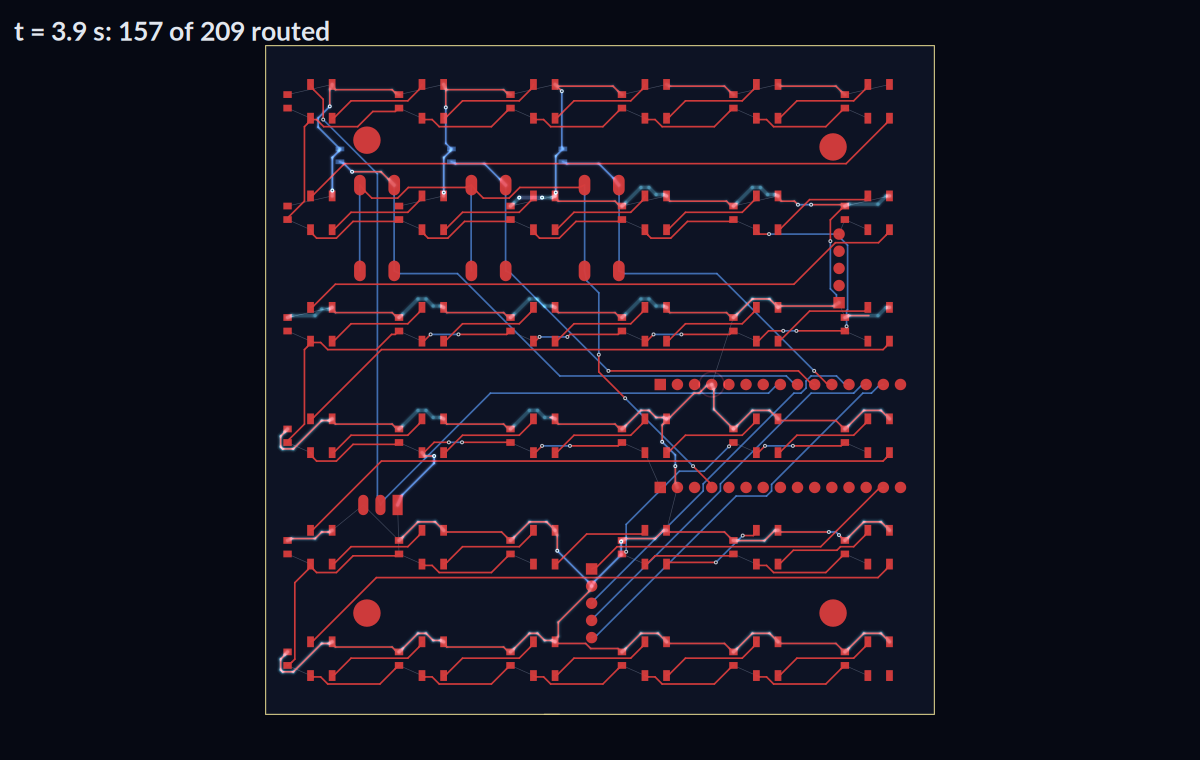 t = 3.9 s: 157 of 209 routed